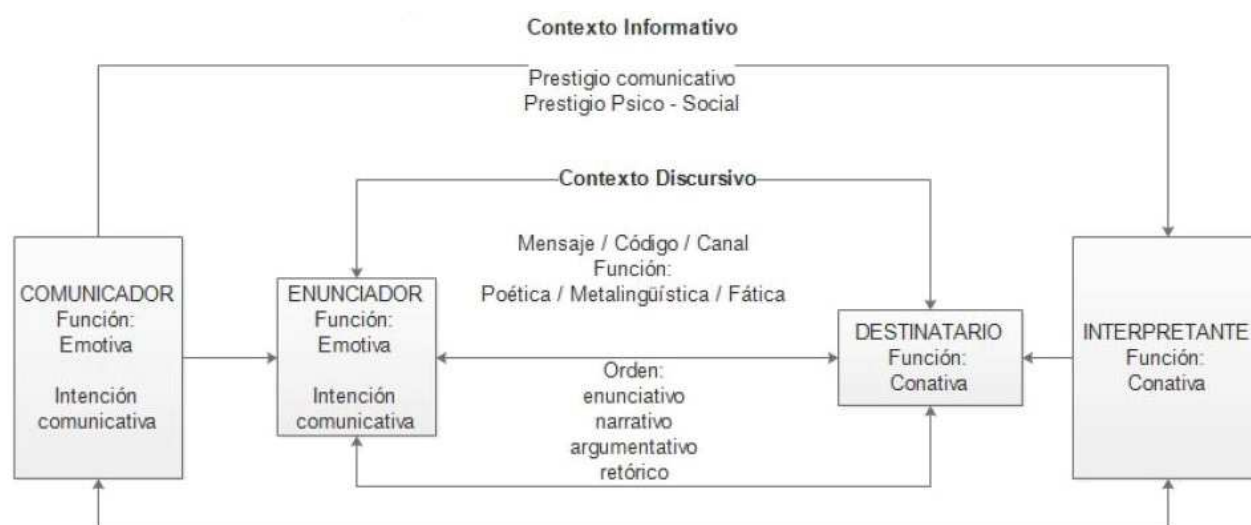 Contexto Informativo
Prestigio comunicativo
Prestigio Psico - Social
Contexto Discursivo
Mensaje / Código / Canal
Función:
Poética / Metalingüística / Fática
COMUNICADOR
Función:
Emotiva
Intención
comunicativa
ENUNCIADOR
Función:
Emotiva
Intención
comunicativa
Orden:
enunciativo
narrativo
argumentativo
retórico
DESTINATARIO
Función:
Conativa
INTERPRETANTE
Función:
Conativa